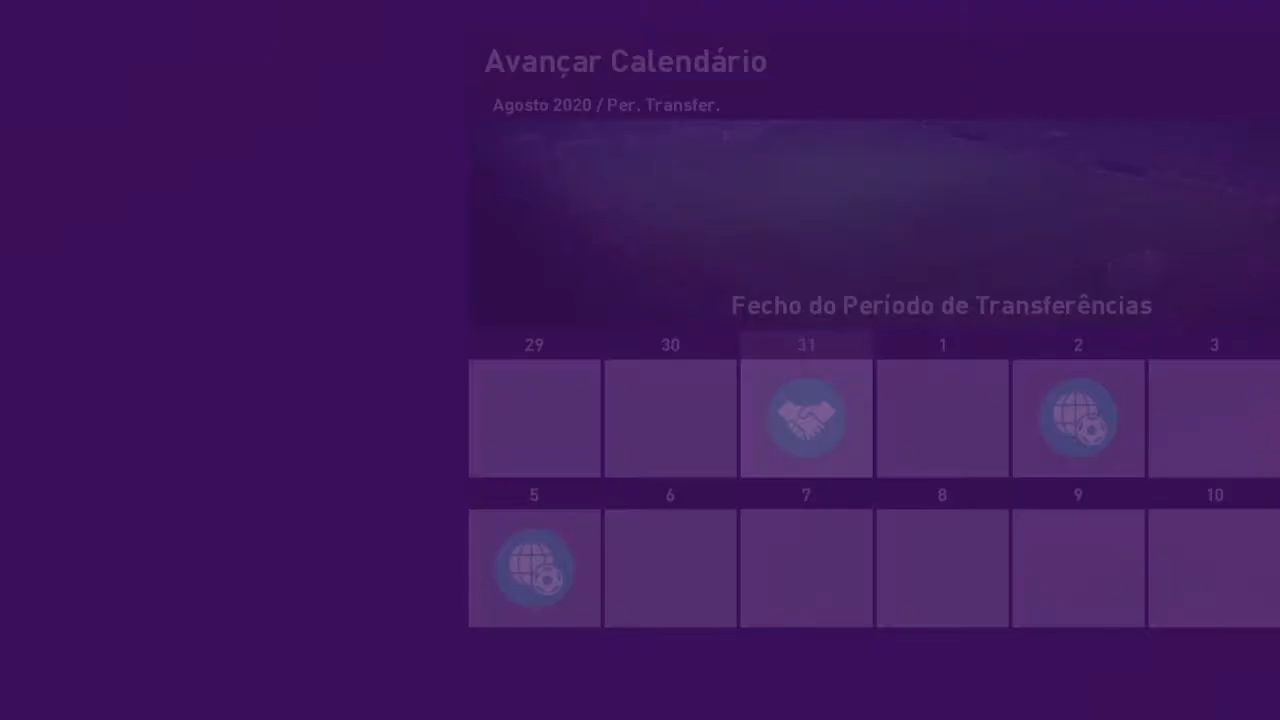 Avançar Calendário
Agosto 2020 / Per. Transfer.
Fecho do Período de Transferências
29 30 31 1 2 3
5 6 7 8 9 10